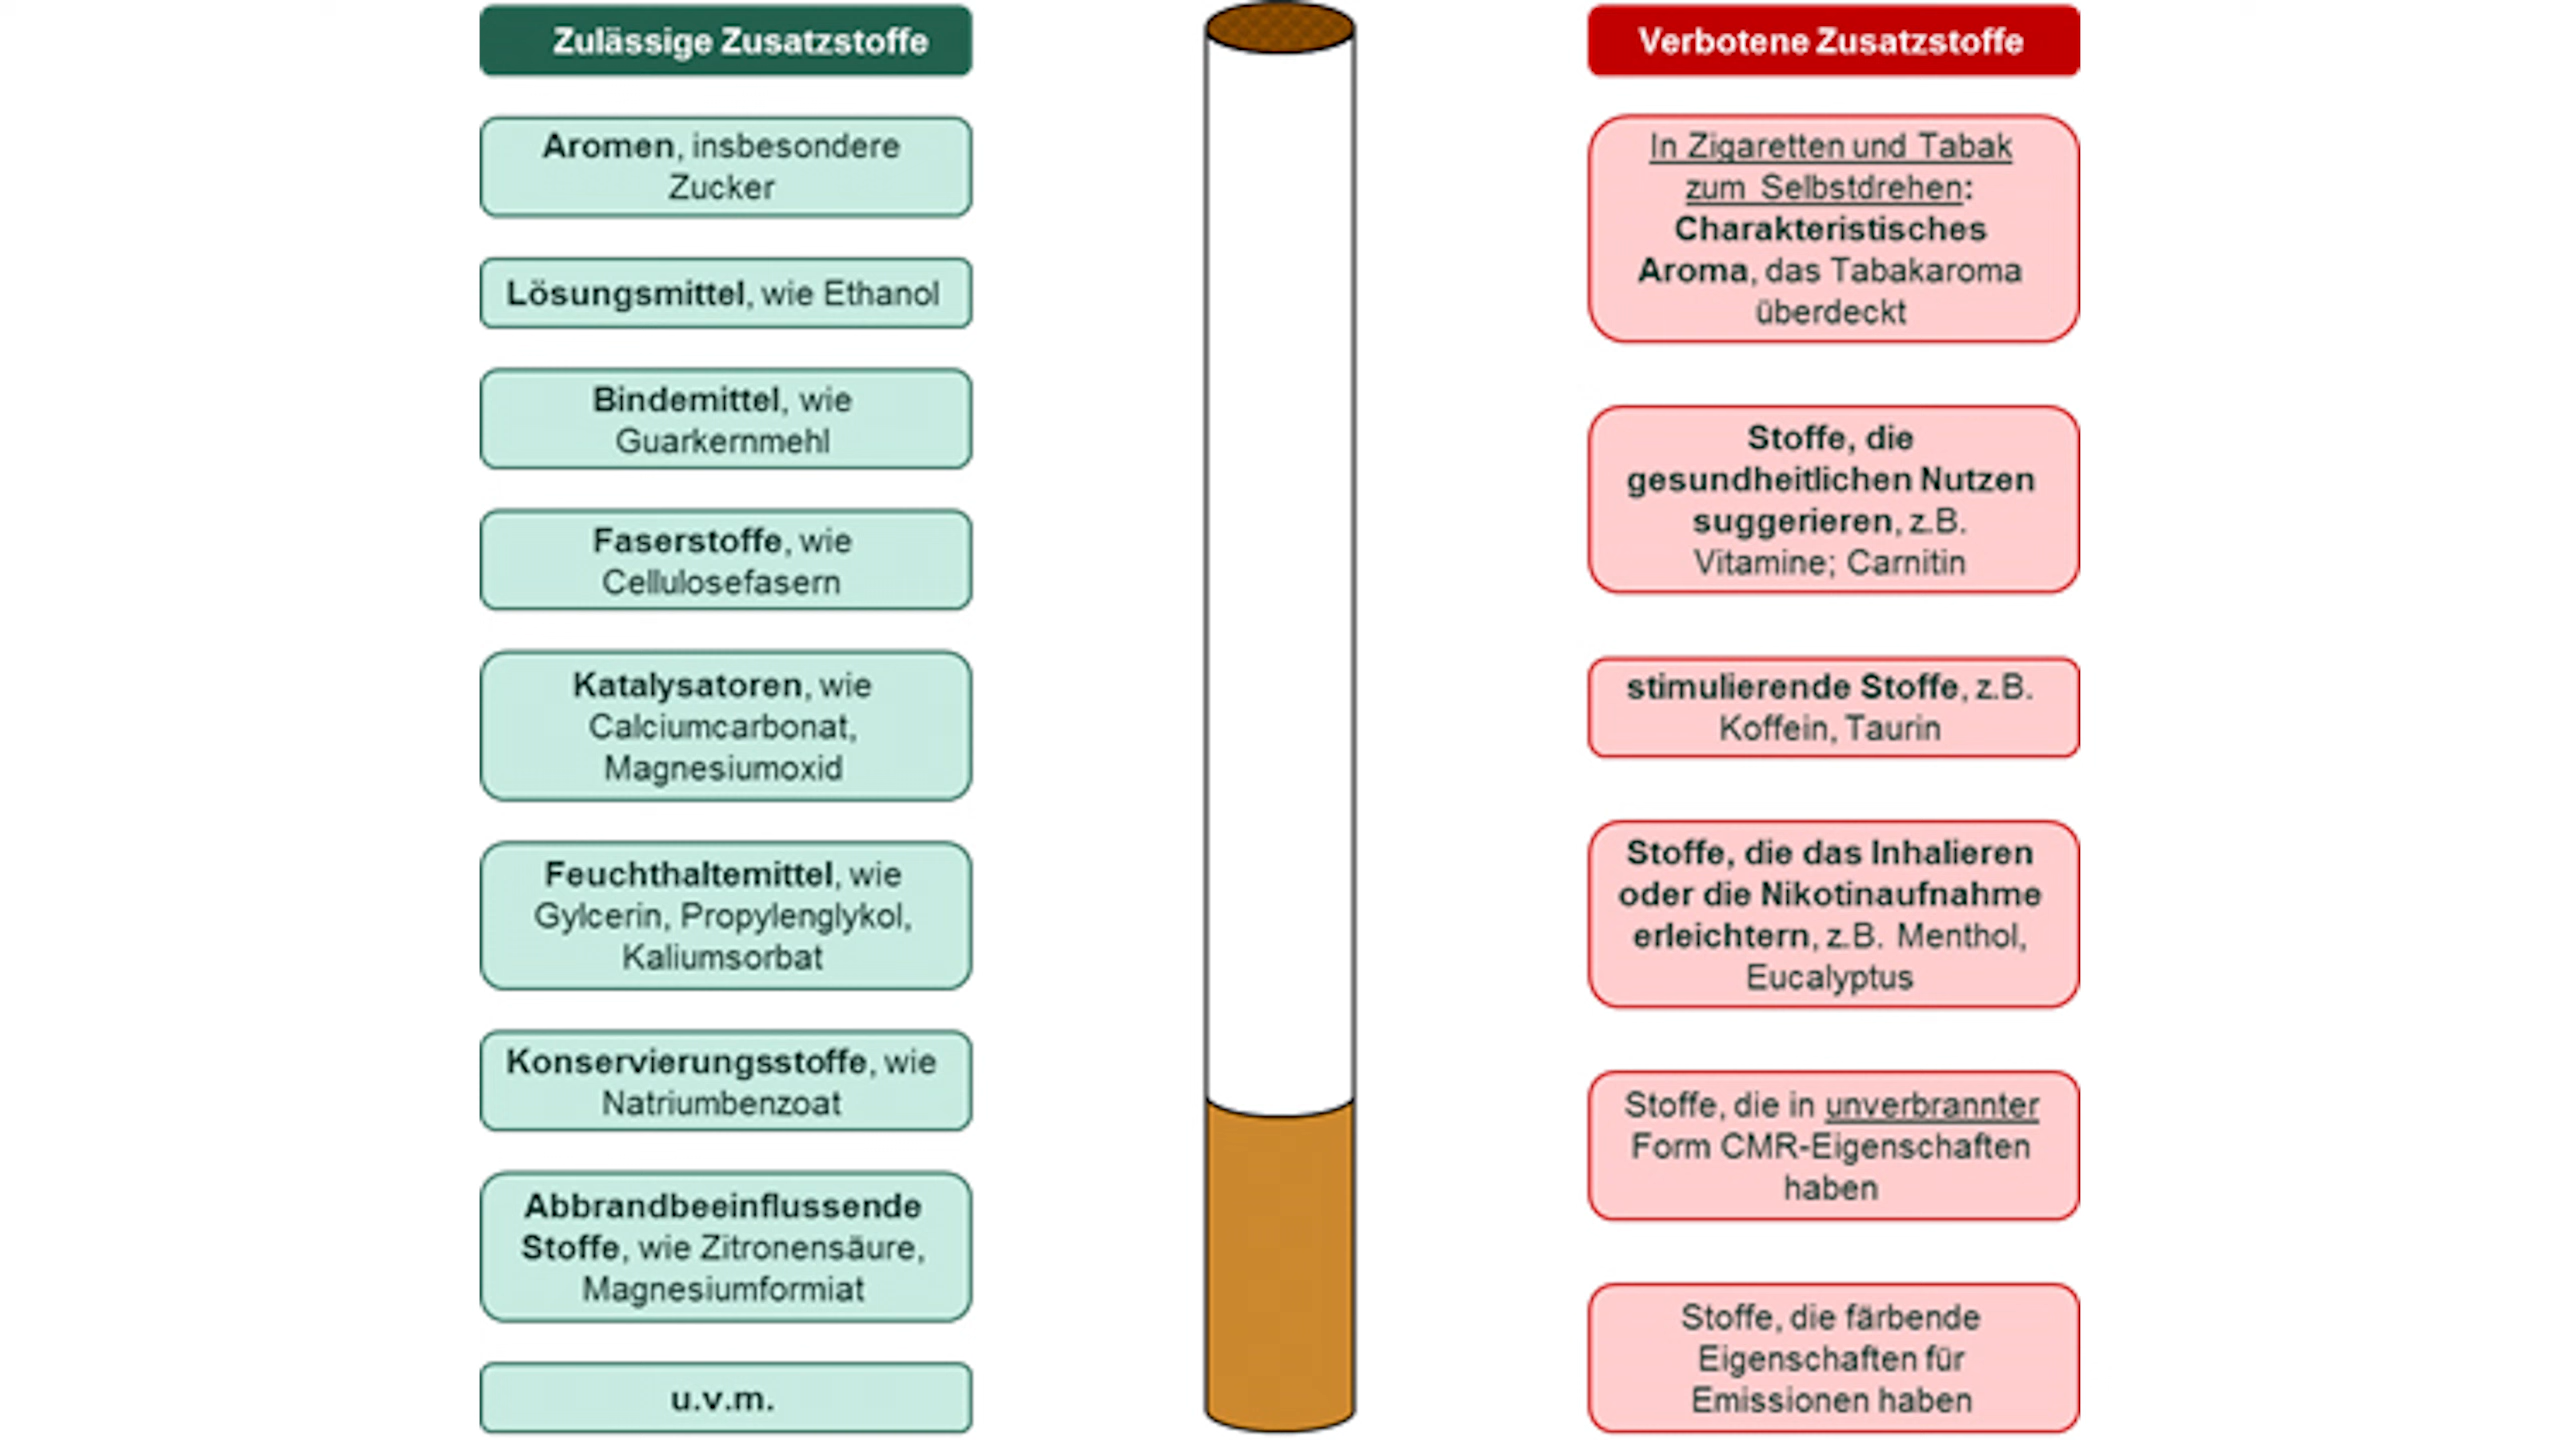 Zulässige Zusatzstoffe
Aromen, insbesondere
Zucker
Lösungsmittel, wie Ethanol
Bindemittel, wie
Guarkernmehl
Faserstoffe, wie
Cellulosefasern
Katalysatoren, wie
Calciumcarbonat,
Magnesiumoxid
Feuchthaltemittel, wie
Gylcerin, Propylenglykol,
Kaliumsorbat
Konservierungsstoffe, wie
Natriumbenzoat
Abbrandbeeinflussende
Stoffe, wie Zitronensäure,
Magnesiumformiat
u.v.m.
Verbotene Zusatzstoffe
In Zigaretten und Tabak
zum Selbstdrehen:
Charakteristisches
Aroma, das Tabakaroma
überdeckt
Stoffe, die
gesundheitlichen Nutzen
suggerieren, z.B.
Vitamine; Carnitin
stimulierende Stoffe, z.B.
Koffein, Taurin
Stoffe, die das Inhalieren
oder die Nikotinaufnahme
erleichtern, z.B. Menthol,
Eucalyptus
Stoffe, die in unverbrannter
Form CMR-Eigenschaften
haben
Stoffe, die färbende
Eigenschaften für
Emissionen haben